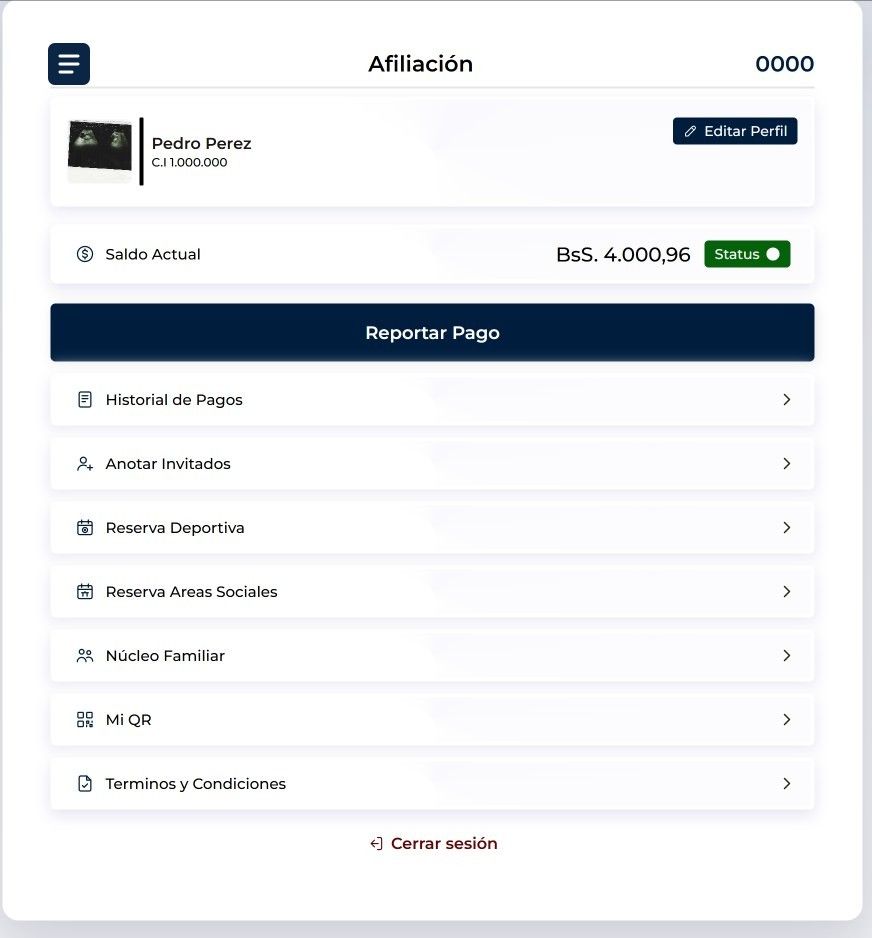 Afiliación 0000
Pedro Perez
C.I 1.000.000
Editar Perfil
Saldo Actual BsS. 4.000,96 Status
Reportar Pago
Historial de Pagos
Anotar Invitados
Reserva Deportiva
Reserva Areas Sociales
Núcleo Familiar
Mi QR
Terminos y Condiciones
Cerrar sesión